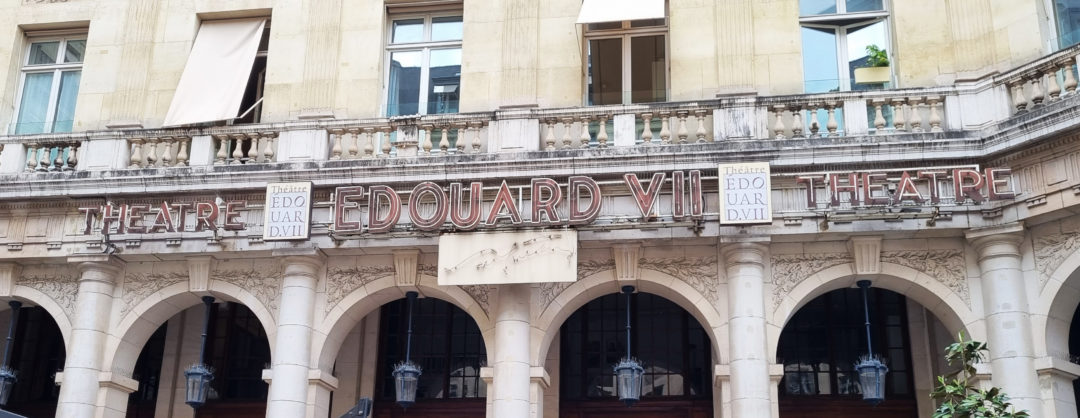 THEATRE
Théâtre
EDO
UAR
D.VII
EDOUARD VII
Théâtre
EDO
UAR
D.VII
THEATRE